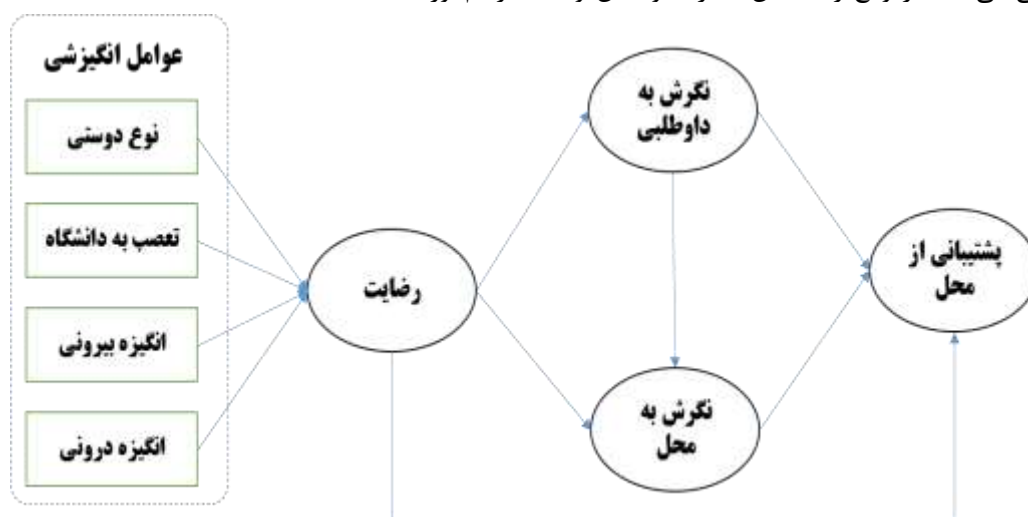 عوامل انگیزشی
نوع دوستی
تعصب به دانشگاه
انگیزه بیرونی
انگیزه درونی
رضایت
نگرش به
داوطلبی
نگرش به
محل
پشتیبانی از
محل